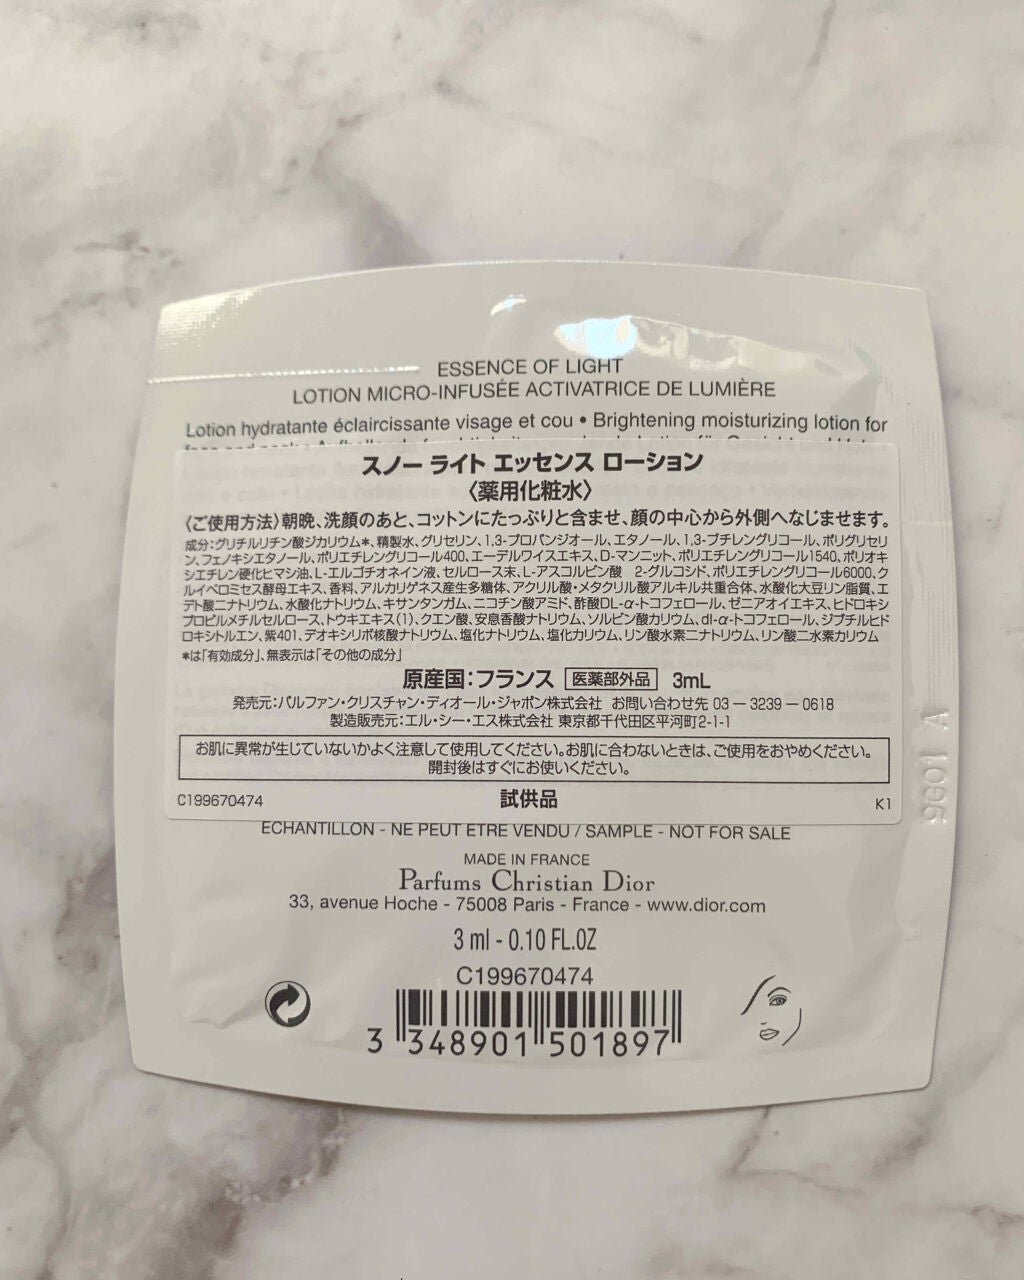 ESSENCE OF LIGHT
LOTION MICRO-INFUSÉE ACTIVATRICE DE LUMIÈRE
Lotion hydratante éclaircissante visage et cou • Brightening moisturizing lotion for
スノー ライト エッセンス ローション
〈薬用化粧水〉
〈ご使用方法〉朝晩、洗顔のあと、コットンにたっぷりと含ませ、顔の中心から外側へなじませます。
成分:グリチルリチン酸ジカリウム*、精製水、グリセリン、1,3-プロパンジオール、エタノール、1,3-ブチレングリコール、ポリグリセリ
ン、フェノキシエタノール、ポリエチレングリコール400、エーデルワイスエキス、D-マンニット、ポリエチレングリコール1540、ポリオキ
シエチレン硬化ヒマシ油、L-エルゴチオネイン液、セルロース末、L-アスコルビン酸 2-グルコシド、ポリエチレングリコール6000、ク
ルイベロミセス酵母エキス、香料、アルカリゲネス産生多糖体、アクリル酸・メタクリル酸アルキル共重合体、水酸化大豆リン脂質、エ
デト酸二ナトリウム、水酸化ナトリウム、キサンタンガム、ニコチン酸アミド、酢酸DL-α-トコフェロール、ゼニアオイエキス、ヒドロキシ
プロピルメチルセルロース、トウキエキス(1)、クエン酸、安息香酸ナトリウム、ソルビン酸カリウム、dl-α-トコフェロール、ジブチルヒド
ロキシトルエン、紫401、デオキシリボ核酸ナトリウム、塩化ナトリウム、塩化カリウム、リン酸水素二ナトリウム、リン酸二水素カリウム
*は「有効成分」、無表示は「その他の成分」
原産国:フランス 医薬部外品 3mL
発売元:パルファン・クリスチャン・ディオール・ジャポン株式会社 お問い合わせ先 03 ― 3239 ― 0618
製造販売元:エル・シー・エス株式会社 東京都千代田区平河町2-1-1
お肌に異常が生じていないかよく注意して使用してください。お肌に合わないときは、ご使用をおやめください。
開封後はすぐにお使いください。
C199670474 試供品 K1
ECHANTILLON - NE PEUT ETRE VENDU / SAMPLE - NOT FOR SALE
MADE IN FRANCE
Parfums Christian Dior
33, avenue Hoche - 75008 Paris - France - www.dior.com
3 ml - 0.10 FL.OZ
C199670474
3 348901 501897